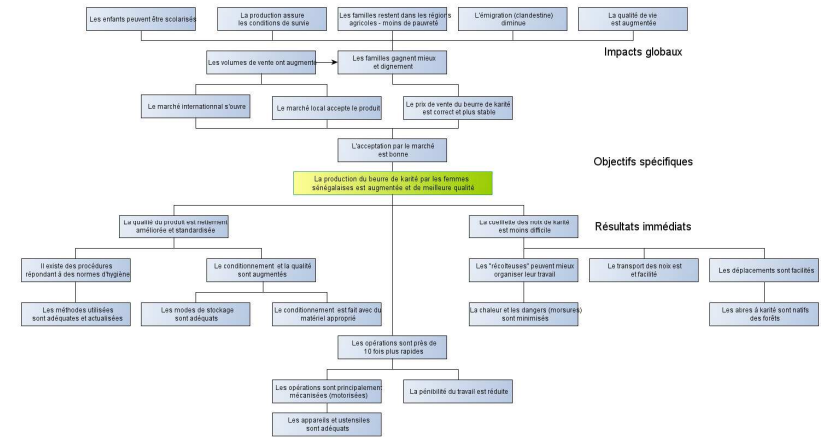 Les enfants peuvent être scolarisés
La production assure
les conditions de survie
Les familles restent dans les régions
agricoles - moins de pauvreté
L'émigration (clandestine)
diminue
La qualité de vie
est augmentée
Impacts globaux
Les volumes de vente ont augmenté
Les familles gagnent mieux
et dignement
Le marché internationnal s'ouvre
Le marché local accepte le produit
Le prix de vente du beurre de karité
est correct et plus stable
L'acceptation par le marché
est bonne
Objectifs spécifiques
La production du beurre de karité par les femmes
sénégalaises est augmentée et de meilleure qualité
La qualité du produit est nettement
améliorée et standardisée
La cueillette des noix de karité
est moins difficile
Résultats immédiats
Il existe des procédures
répondant à des normes d'hygiène
Le conditionnement et la qualité
sont augmentés
Les "récolteuses" peuvent mieux
organiser leur travail
Le transport des noix est
et facilité
Les déplacements sont facilités
Les méthodes utilisées
sont adéquates et actualisées
Les modes de stockage
sont adéquats
Le conditionnement est fait avec du
matériel approprié
La chaleur et les dangers (morsures)
sont minimisés
Les abres à karité sont natifs
des forêts
Les opérations sont près de
10 fois plus rapides
Les opérations sont principalement
mécanisées (motorisées)
La pénibilité du travail est réduite
Les appareils et ustensiles
sont adéquats